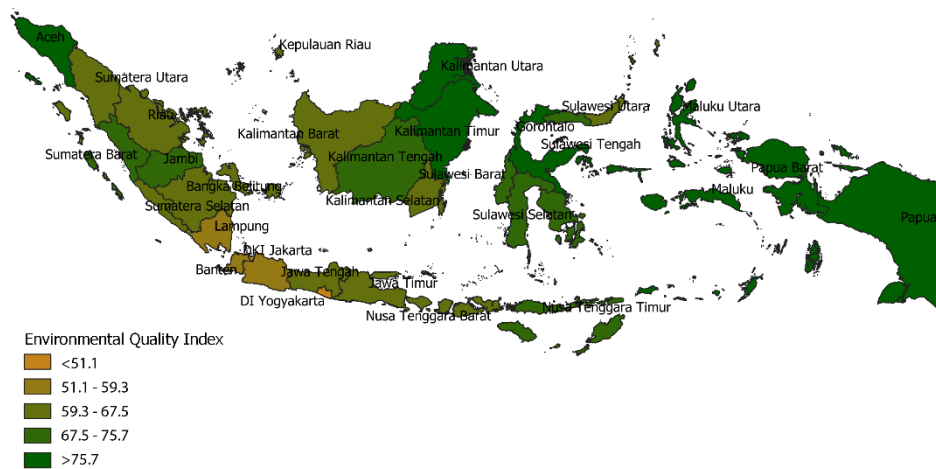 Aceh
Kepulauan Riau
Sumatera Utara
Kalimantan Utara
Riau
Sulawesi Utara
Maluku Utara
Kalimantan Barat
Kalimantan Timur
Gorontalo
Sulawesi Tengah
Sumatera Barat
Jambi
Kalimantan Tengah
Papua Barat
Sulawesi Barat
Bangka Belitung
Maluku
Kalimantan Selatan
Sumatera Selatan
Sulawesi Selatan
Papua
Lampung
DKI Jakarta
Banten
Jawa Tengah
Jawa Timur
DI Yogyakarta
Nusa Tenggara Timur
Nusa Tenggara Barat
Environmental Quality Index
<51.1
51.1 - 59.3
59.3 - 67.5
67.5 - 75.7
>75.7